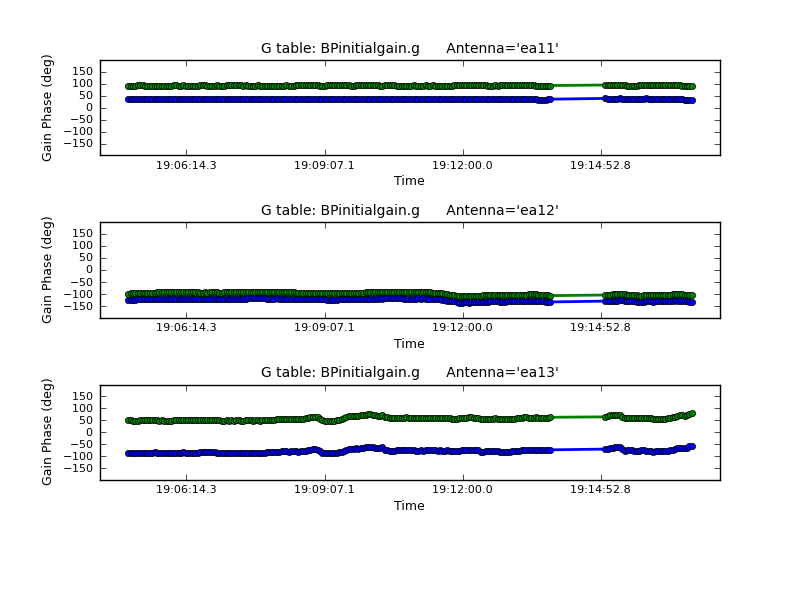 G table: BPinitialgain.g Antenna='ea11'
Gain Phase (deg)
150
100
50
0
−50
−100
−150
19:06:14.3 19:09:07.1 19:12:00.0 19:14:52.8
Time
G table: BPinitialgain.g Antenna='ea12'
Gain Phase (deg)
150
100
50
0
−50
−100
−150
19:06:14.3 19:09:07.1 19:12:00.0 19:14:52.8
Time
G table: BPinitialgain.g Antenna='ea13'
Gain Phase (deg)
150
100
50
0
−50
−100
−150
19:06:14.3 19:09:07.1 19:12:00.0 19:14:52.8
Time